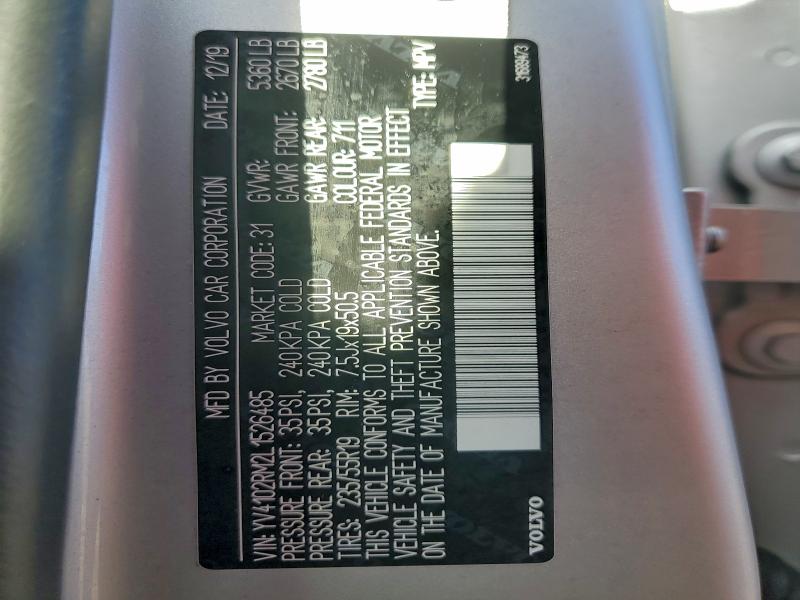 MFD BY VOLVO CAR CORPORATION DATE: 12/19
VIN: YV4102RM2L1526485 MARKET CODE: 31 GVWR: 5360 LB
PRESSURE FRONT: 35PSI, 240KPA COLD GAWR FRONT: 2670 LB
PRESSURE REAR: 35PSI, 240KPA COLD GAWR REAR: 2780 LB
TIRES: 235/55R19 RIM: 7.5Jx19x50.5 COLOUR: 711
THIS VEHICLE CONFORMS TO ALL APPLICABLE FEDERAL MOTOR
VEHICLE SAFETY AND THEFT PREVENTION STANDARDS IN EFFECT
ON THE DATE OF MANUFACTURE SHOWN ABOVE. TYPE: MPV
VOLVO